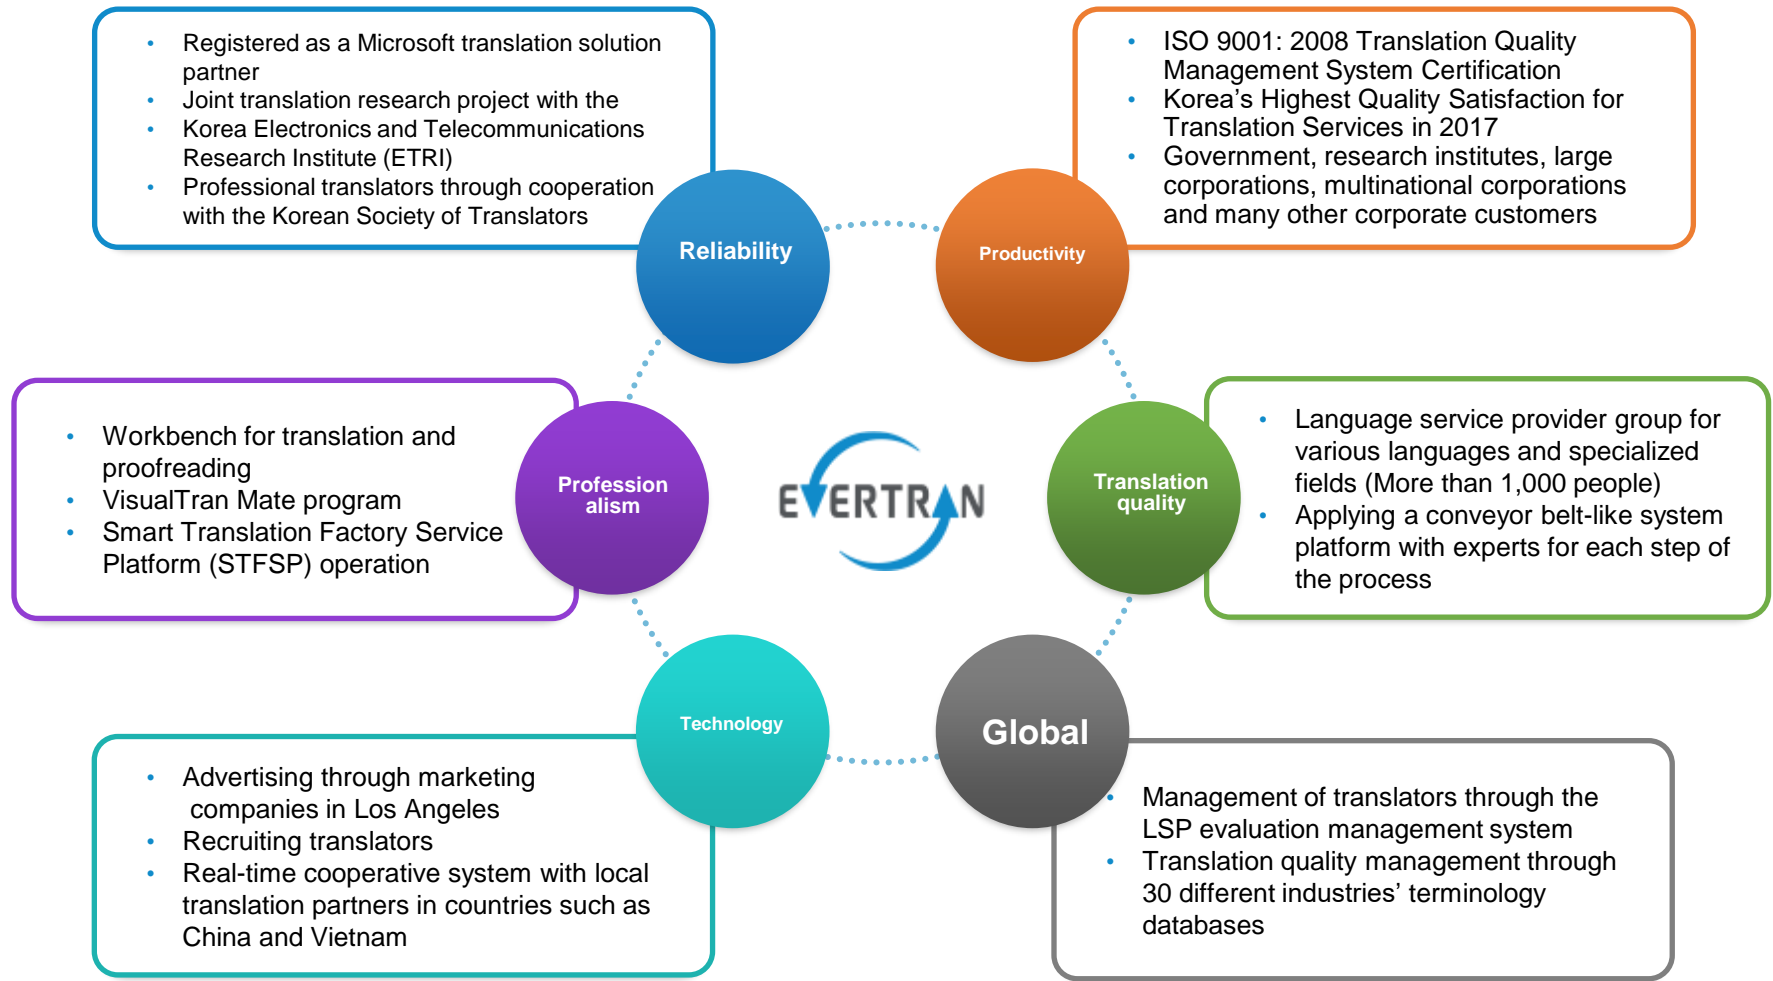 • Registered as a Microsoft translation solution
partner
• Joint translation research project with the
• Korea Electronics and Telecommunications
Research Institute (ETRI)
• Professional translators through cooperation
with the Korean Society of Translators
Reliability
• ISO 9001: 2008 Translation Quality
Management System Certification
• Korea’s Highest Quality Satisfaction for
Translation Services in 2017
• Government, research institutes, large
corporations, multinational corporations
and many other corporate customers
Productivity
• Workbench for translation and
proofreading
• VisualTran Mate program
• Smart Translation Factory Service
Platform (STFSP) operation
Profession
alism
EVERTRAN
Translation
quality
• Language service provider group for
various languages and specialized
fields (More than 1,000 people)
• Applying a conveyor belt-like system
platform with experts for each step of
the process
Technology
• Advertising through marketing
companies in Los Angeles
• Recruiting translators
• Real-time cooperative system with local
translation partners in countries such as
China and Vietnam
Global
• Management of translators through the
LSP evaluation management system
• Translation quality management through
30 different industries’ terminology
databases